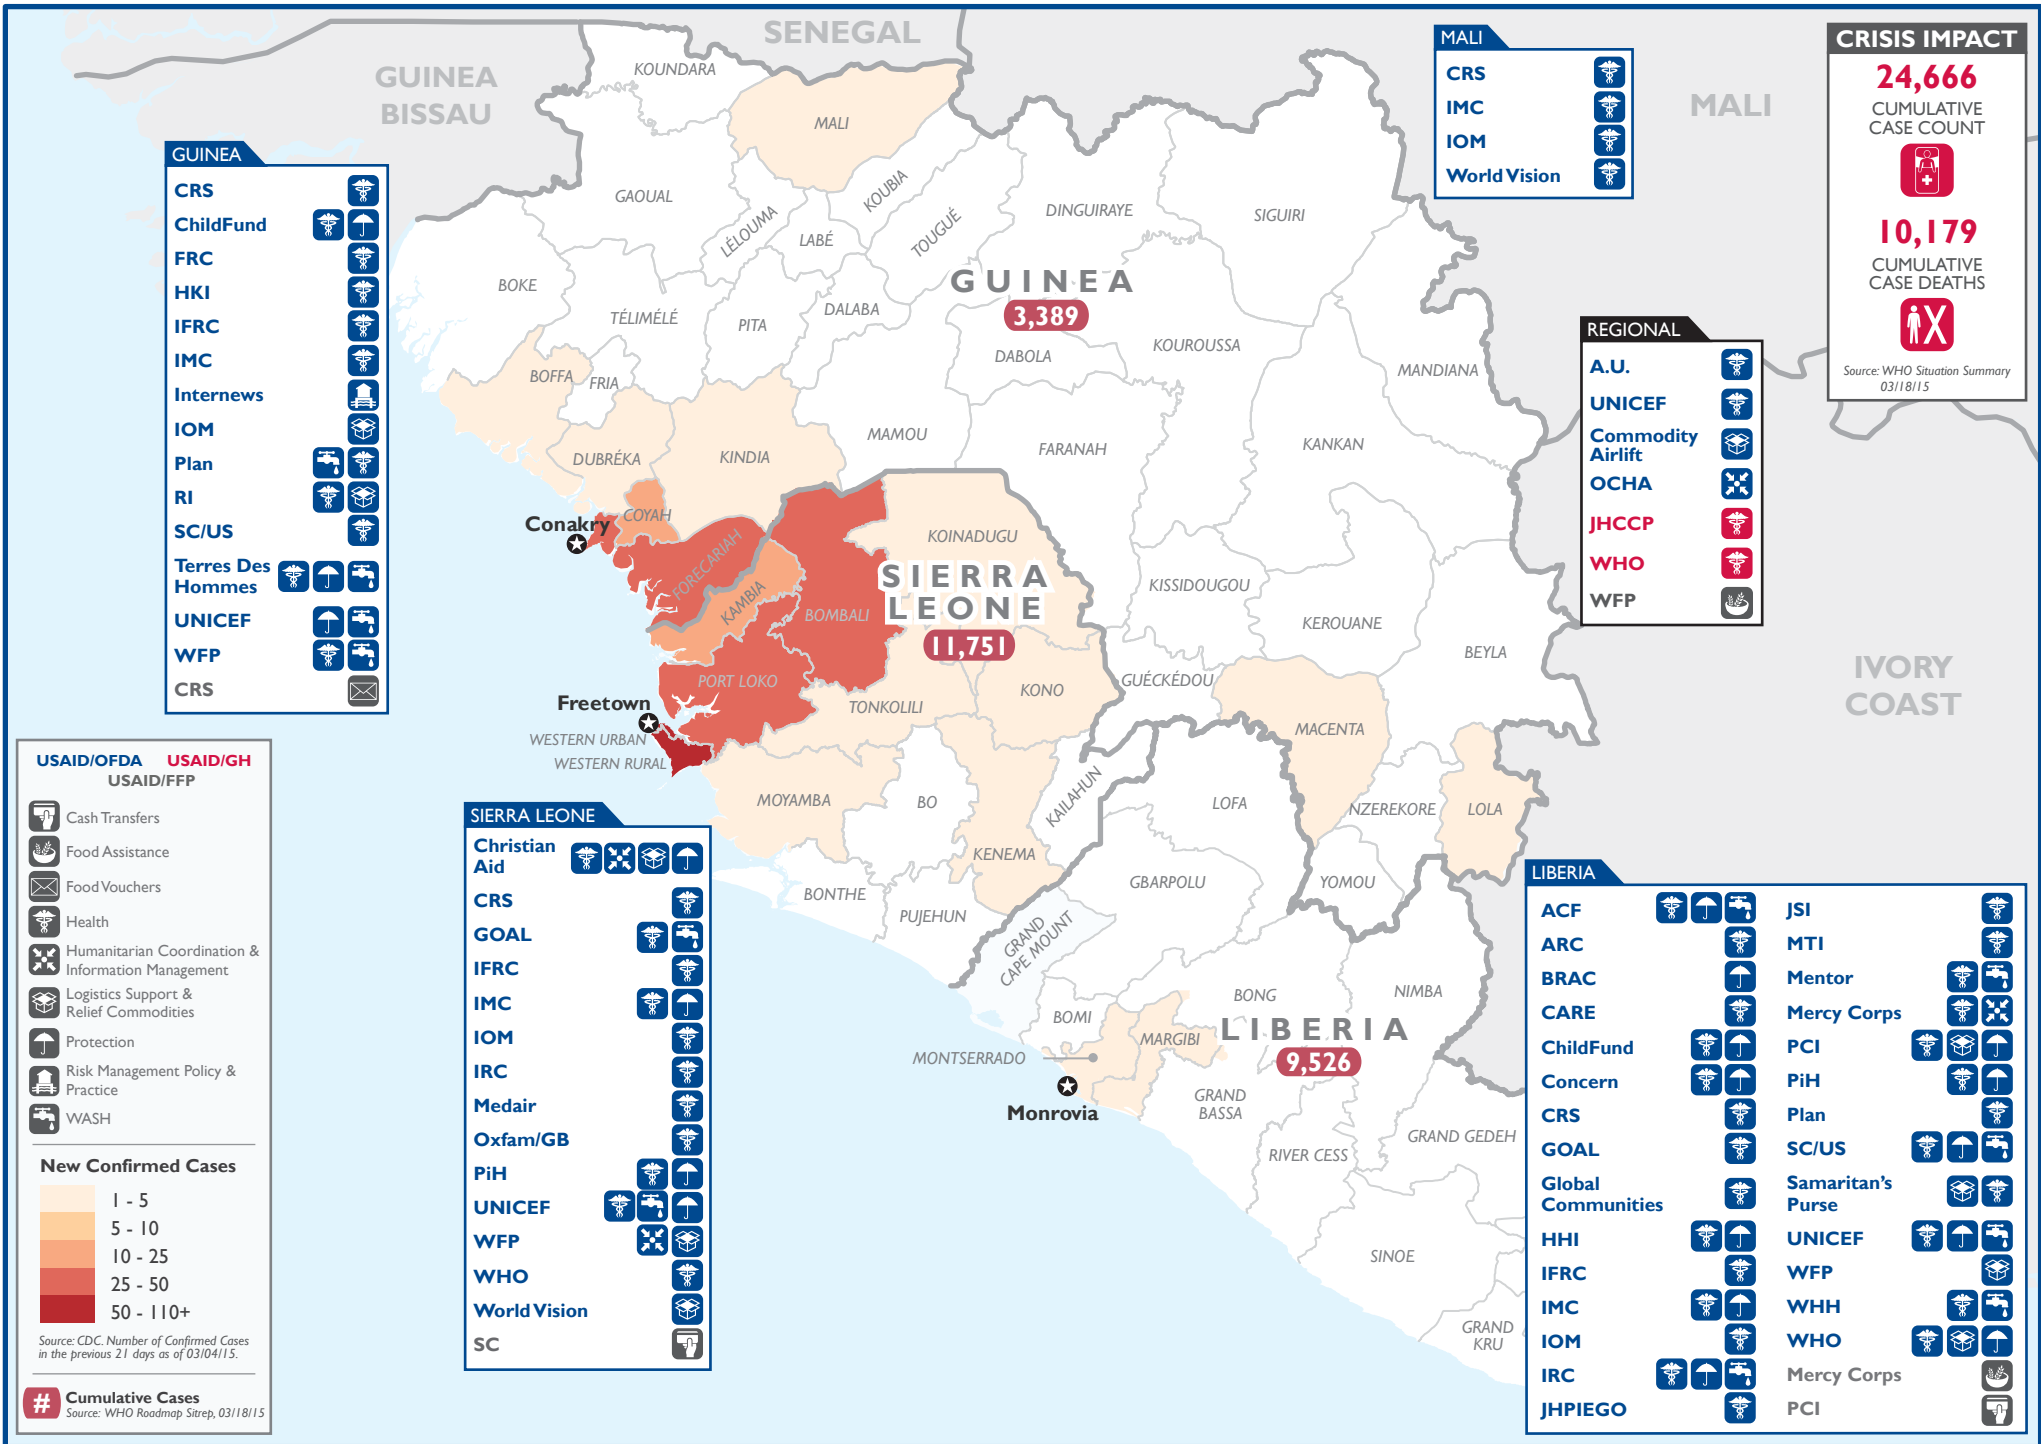 SENEGAL
GUINEA
BISSAU
MALI
IVORY
COAST
GUINEA
3,389
SIERRA
LEONE
11,751
LIBERIA
9,526
KOUNDARA
MALI
GAOUAL
KOUBIA
LÉLOUMA
LABÉ
TOUGUÉ
DINGUIRAYE
SIGUIRI
BOKE
TÉLIMÉLÉ
PITA
DALABA
DABOLA
KOUROUSSA
MANDIANA
BOFFA
FRIA
DUBRÉKA
KINDIA
MAMOU
FARANAH
KANKAN
COYAH
Conakry
FORECARIAH
KISSIDOUGOU
KEROUANE
BEYLA
GUÉCKÉDOU
MACENTA
NZEREKORE
LOLA
YOMOU
KOINADUGU
KAMBIA
BOMBALI
PORT LOKO
KONO
TONKOLILI
Freetown
WESTERN URBAN
WESTERN RURAL
MOYAMBA
BO
KAILAHUN
KENEMA
BONTHE
PUJEHUN
LOFA
GBARPOLU
GRAND
CAPE MOUNT
BOMI
BONG
NIMBA
MARGIBI
MONTSERRADO
Monrovia
GRAND
BASSA
RIVER CESS
GRAND GEDEH
SINOE
GRAND
KRU
GUINEA
CRS
ChildFund
FRC
HKI
IFRC
IMC
Internews
IOM
Plan
RI
SC/US
Terres Des
Hommes
UNICEF
WFP
CRS
MALI
CRS
IMC
IOM
World Vision
CRISIS IMPACT
24,666
CUMULATIVE
CASE COUNT
10,179
CUMULATIVE
CASE DEATHS
Source: WHO Situation Summary
03/18/15
REGIONAL
A.U.
UNICEF
Commodity
Airlift
OCHA
JHCCP
WHO
WFP
USAID/OFDA USAID/GH
USAID/FFP
Cash Transfers
Food Assistance
Food Vouchers
Health
Humanitarian Coordination &
Information Management
Logistics Support &
Relief Commodities
Protection
Risk Management Policy &
Practice
WASH
New Confirmed Cases
1 - 5
5 - 10
10 - 25
25 - 50
50 - 110+
Source: CDC. Number of Confirmed Cases
in the previous 21 days as of 03/04/15.
# Cumulative Cases
Source: WHO Roadmap Sitrep, 03/18/15
SIERRA LEONE
Christian
Aid
CRS
GOAL
IFRC
IMC
IOM
IRC
Medair
Oxfam/GB
PiH
UNICEF
WFP
WHO
World Vision
SC
LIBERIA
ACF
ARC
BRAC
CARE
ChildFund
Concern
CRS
GOAL
Global
Communities
HHI
IFRC
IMC
IOM
IRC
JHPIEGO
JSI
MTI
Mentor
Mercy Corps
PCI
PiH
Plan
SC/US
Samaritan's
Purse
UNICEF
WFP
WHH
WHO
Mercy Corps
PCI